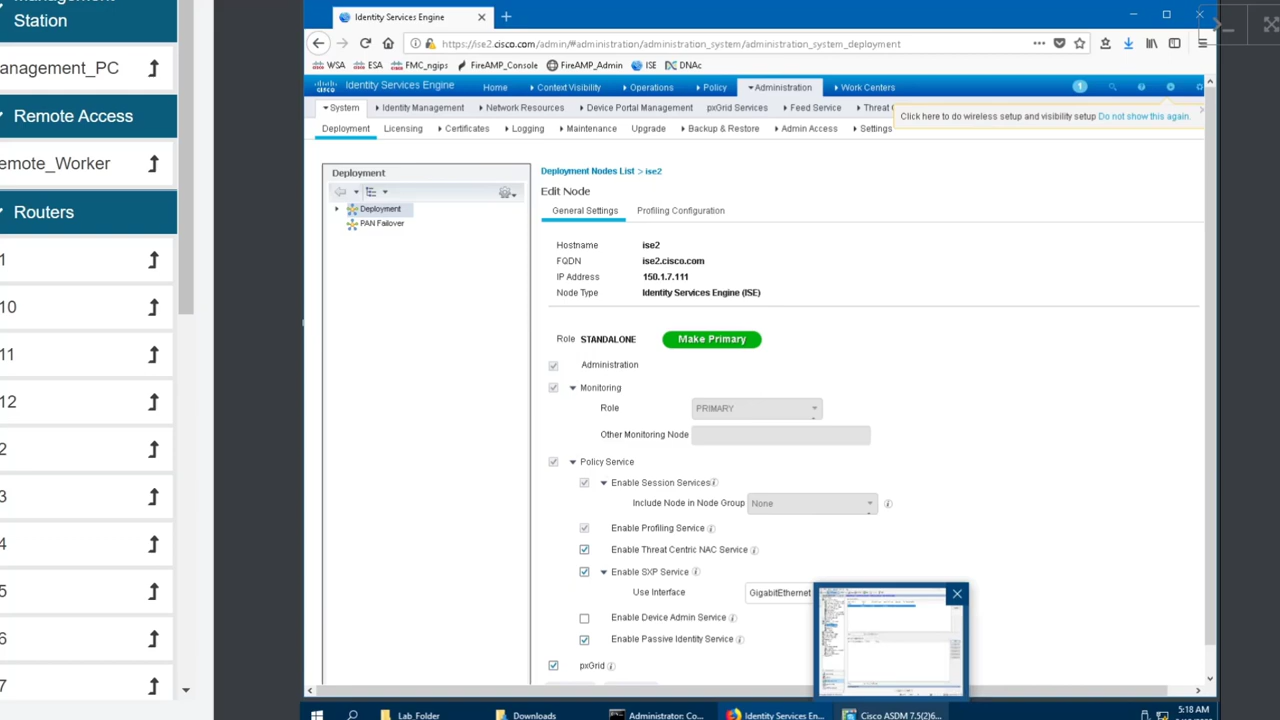 Management
Station
anagement_PC
Remote Access
emote_Worker
Routers
1
10
11
12
2
3
4
5
6
7
Identity Services Engine
https://ise2.cisco.com/admin/#administration/administration_system/administration_system_deployment
WSA ESA FMC_ngips FireAMP_Console FireAMP_Admin ISE DNAc
cisco Identity Services Engine Home Context Visibility Operations Policy Administration Work Centers 1
System Identity Management Network Resources Device Portal Management pxGrid Services Feed Service Threat
Click here to do wireless setup and visibility setup Do not show this again.
Deployment Licensing Certificates Logging Maintenance Upgrade Backup & Restore Admin Access Settings
Deployment
Deployment
PAN Failover
Deployment Nodes List > ise2
Edit Node
General Settings Profiling Configuration
Hostname ise2
FQDN ise2.cisco.com
IP Address 150.1.7.111
Node Type Identity Services Engine (ISE)
Role STANDALONE Make Primary
Administration
Monitoring
Role PRIMARY
Other Monitoring Node
Policy Service
Enable Session Services
Include Node in Node Group None
Enable Profiling Service
Enable Threat Centric NAC Service
Enable SXP Service
Use Interface GigabitEthernet
Enable Device Admin Service
Enable Passive Identity Service
pxGrid
Lab_Folder Downloads Administrator: Co... Identity Services En... Cisco ASDM 7.5(2)6... 5:18 AM